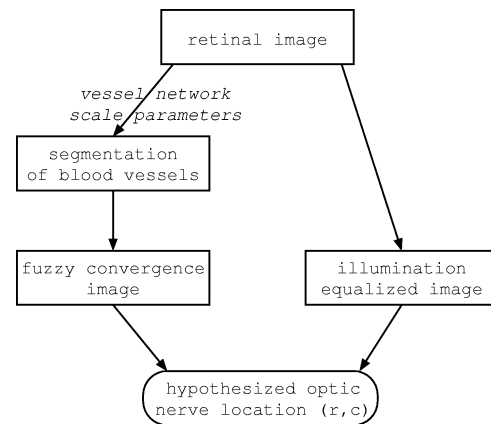 retinal image
vessel network
scale parameters
segmentation
of blood vessels
fuzzy convergence
image
illumination
equalized image
hypothesized optic
nerve location (r,c)